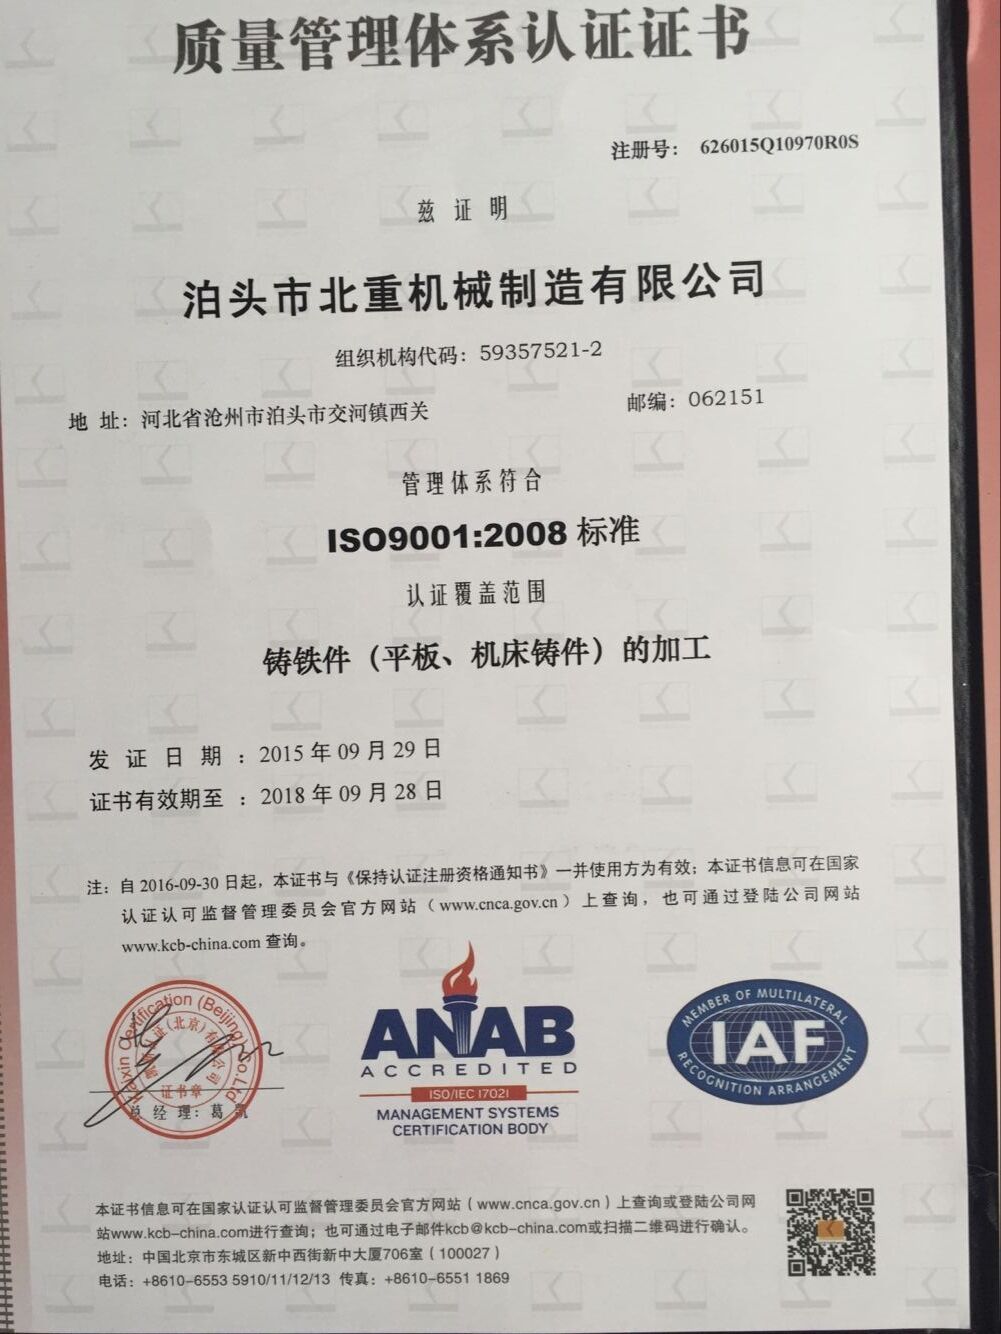 质量管理体系认证证书
注册号： 626015Q10970R0S
兹 证 明
泊头市北重机械制造有限公司
组织机构代码：59357521-2
地 址：河北省沧州市泊头市交河镇西关 邮编：062151
管理体系符合
ISO9001:2008 标准
认证覆盖范围
铸铁件（平板、机床铸件）的加工
发 证 日 期 ：2015 年 09 月 29 日
证书有效期至 ：2018 年 09 月 28 日
注：自 2016-09-30 日起，本证书与《保持认证注册资格通知书》一并使用方为有效；本证书信息可在国家
认证认可监督管理委员会官方网站（www.cnca.gov.cn）上查询，也可通过登陆公司网站
www.kcb-china.com 查询。
Certification (Beijing) Co.Ltd
认证(北京)有限公司
证书章
总 经 理：葛
ANAB
ACCREDITED
ISO/IEC 17021
MANAGEMENT SYSTEMS
CERTIFICATION BODY
MEMBER OF MULTILATERAL
IAF
RECOGNITION ARRANGEMENT
本证书信息可在国家认证认可监督管理委员会官方网站（www.cnca.gov.cn）上查询或登陆公司网
站www.kcb-china.com进行查询；也可通过电子邮件kcb@kcb-china.com或扫描二维码进行确认。
地址：中国北京市东城区新中西街新中大厦706室（100027）
电话：+8610-6553 5910/11/12/13 传真：+8610-6551 1869